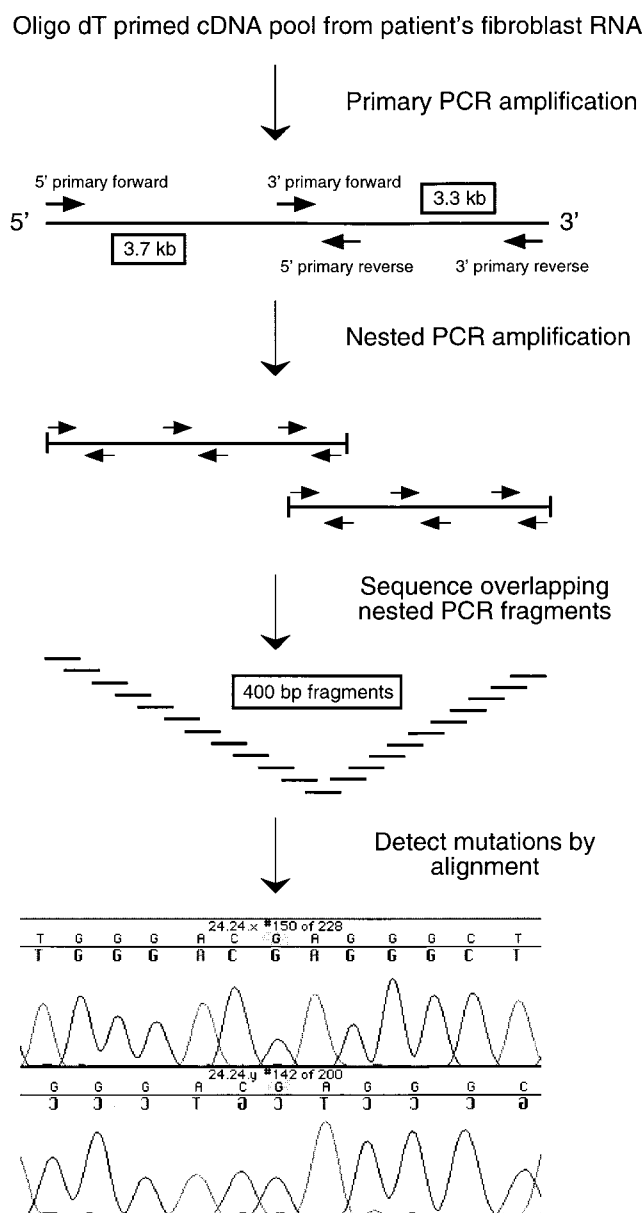 Oligo dT primed cDNA pool from patient's fibroblast RNA
Primary PCR amplification
5' primary forward
3' primary forward
3.3 kb
5'
3'
3.7 kb
5' primary reverse
3' primary reverse
Nested PCR amplification
Sequence overlapping
nested PCR fragments
400 bp fragments
Detect mutations by
alignment
24.24.x #150 of 228
T G G G A C G A G G G C T
T G G G A C G A G G G C T
24.24.y #142 of 200
G G G A C G A G G G C
C C C T G C T C C C G